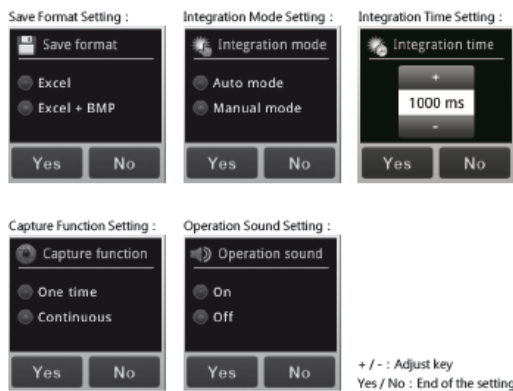 Save Format Setting :
Save format
Excel
Excel + BMP
Yes No
Integration Mode Setting :
Integration mode
Auto mode
Manual mode
Yes No
Integration Time Setting :
Integration time
+
1000 ms
-
Yes No
Capture Function Setting :
Capture function
One time
Continuous
Yes No
Operation Sound Setting :
Operation sound
On
Off
Yes No
+ / - : Adjust key
Yes / No : End of the setting